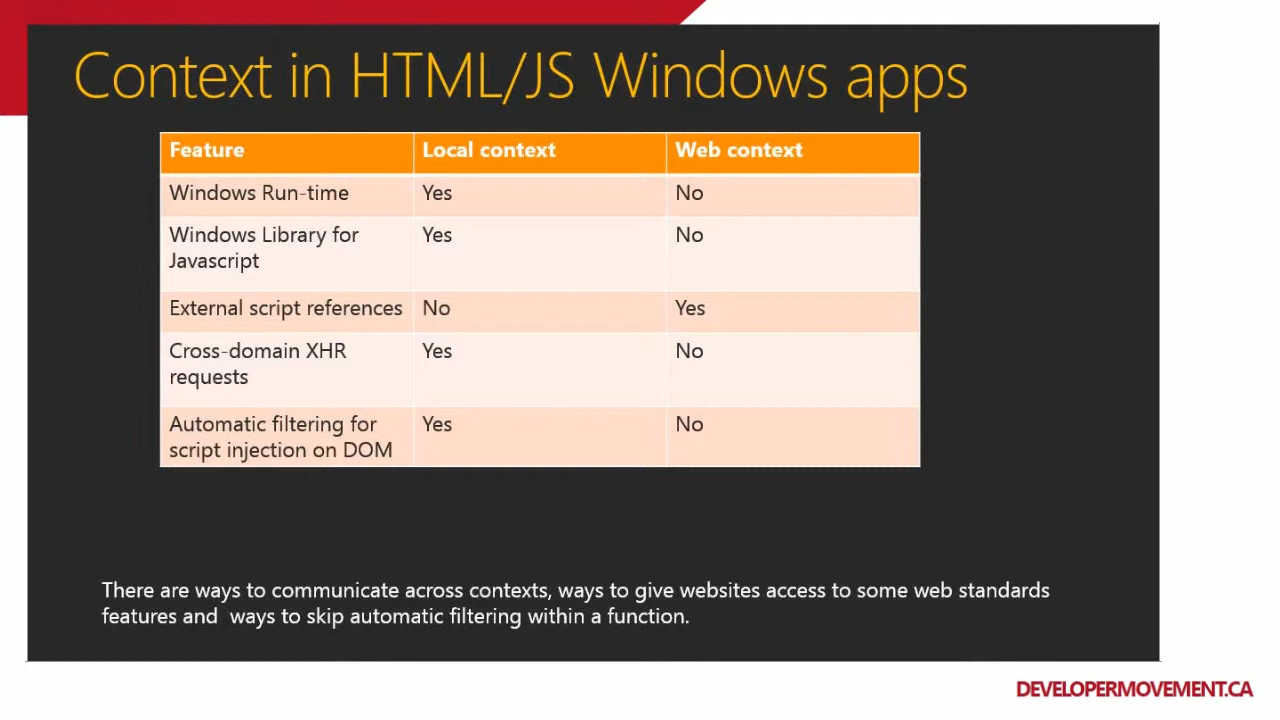 Context in HTML/JS Windows apps
Feature Local context Web context
Windows Run-time Yes No
Windows Library for Yes No
Javascript
External script references No Yes
Cross-domain XHR Yes No
requests
Automatic filtering for Yes No
script injection on DOM
There are ways to communicate across contexts, ways to give websites access to some web standards
features and  ways to skip automatic filtering within a function.
DEVELOPERMOVEMENT.CA